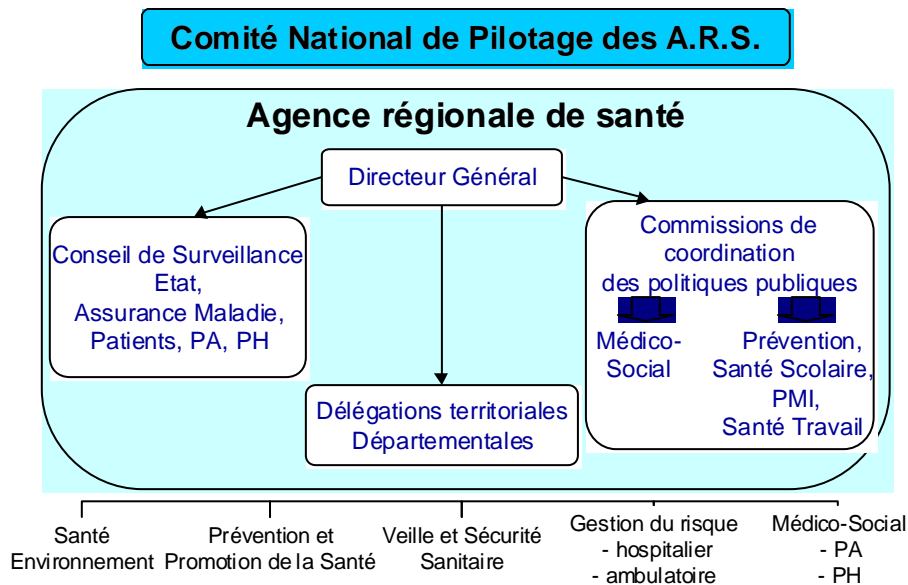 Comité National de Pilotage des A.R.S.
Agence régionale de santé
Directeur Général
Conseil de Surveillance
Etat,
Assurance Maladie,
Patients, PA, PH
Commissions de
coordination
des politiques publiques
Médico-
Social
Prévention,
Santé Scolaire,
PMI,
Santé Travail
Délégations territoriales
Départementales
Santé
Environnement
Prévention et
Promotion de la Santé
Veille et Sécurité
Sanitaire
Gestion du risque
- hospitalier
- ambulatoire
Médico-Social
- PA
- PH